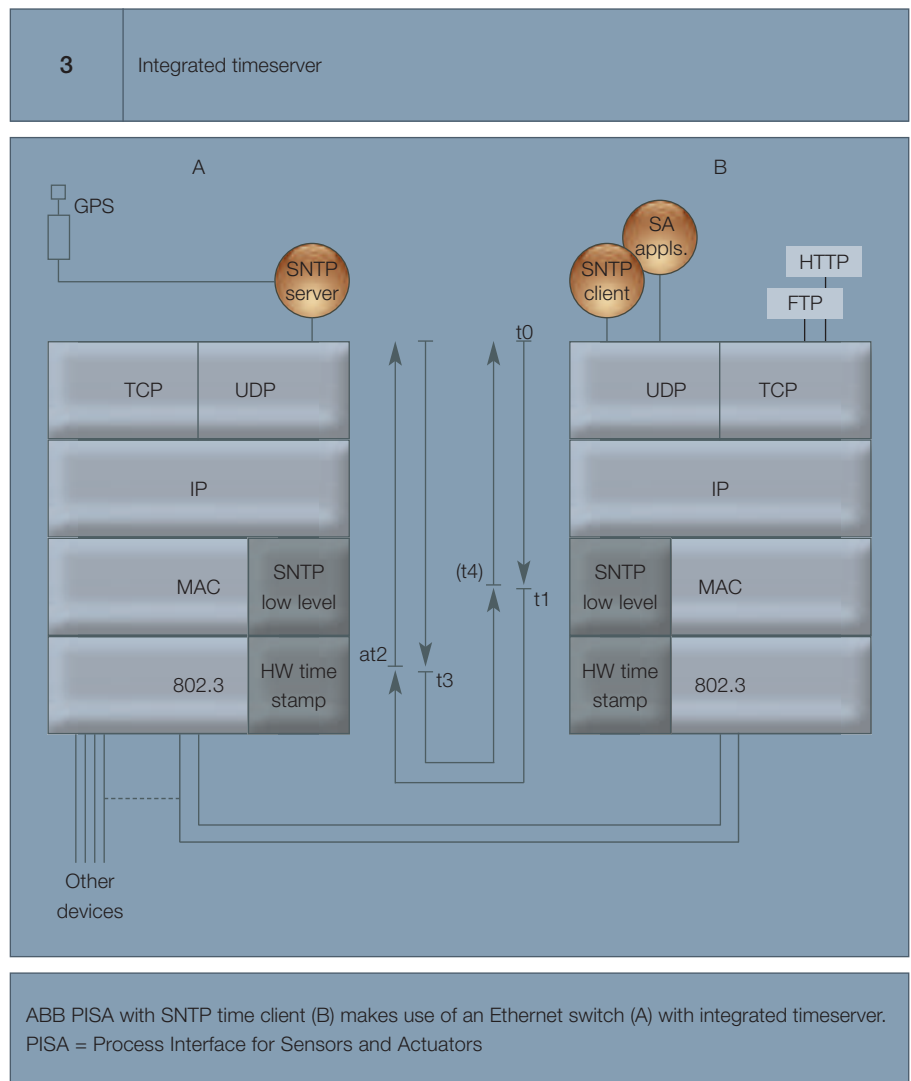 3
Integrated timeserver
A
B
GPS
SNTP
server
SA
appls.
SNTP
client
HTTP
FTP
t0
TCP
UDP
UDP
TCP
IP
IP
MAC
SNTP
low level
(t4)
t1
SNTP
low level
MAC
at2
t3
802.3
HW time
stamp
HW time
stamp
802.3
Other
devices
ABB PISA with SNTP time client (B) makes use of an Ethernet switch (A) with integrated timeserver.
PISA = Process Interface for Sensors and Actuators